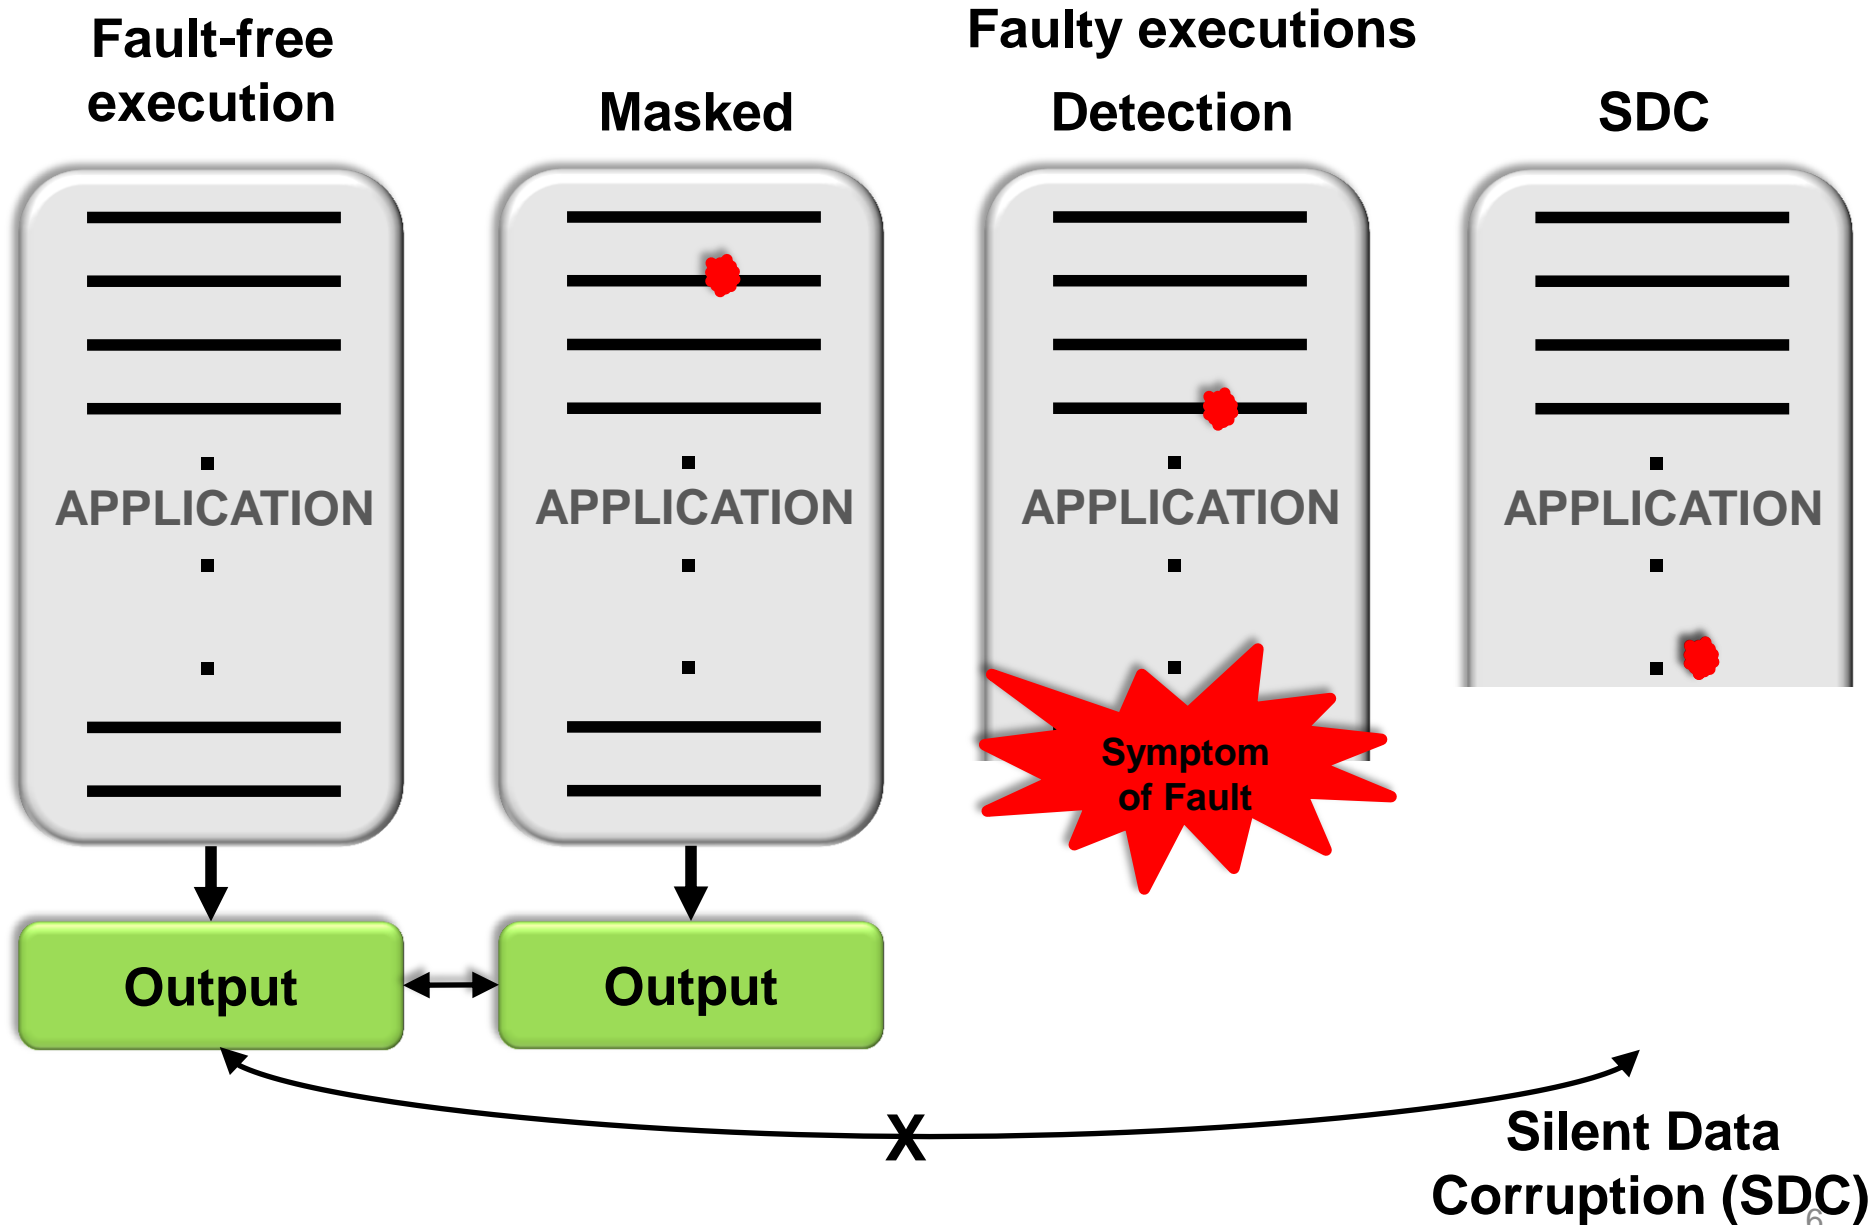 Fault-free
execution
Faulty executions
Masked
Detection
SDC
APPLICATION
APPLICATION
APPLICATION
APPLICATION
Symptom
of Fault
Output
Output
X
Silent Data
Corruption (SDC)
6